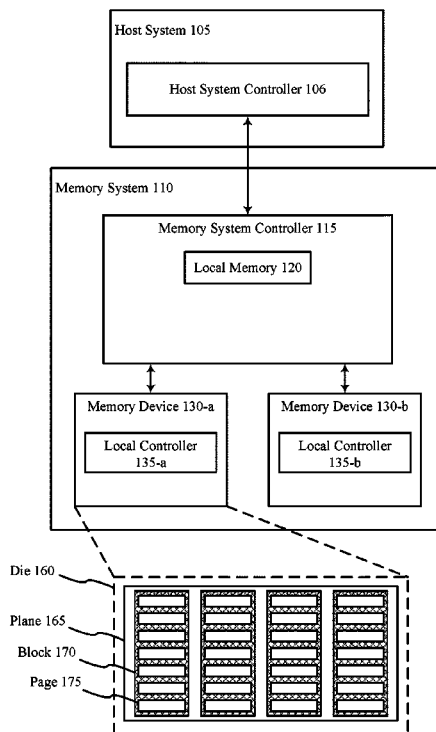 Host System 105
Host System Controller 106
Memory System 110
Memory System Controller 115
Local Memory 120
Memory Device 130-a
Local Controller
135-a
Memory Device 130-b
Local Controller
135-b
Die 160
Plane 165
Block 170
Page 175